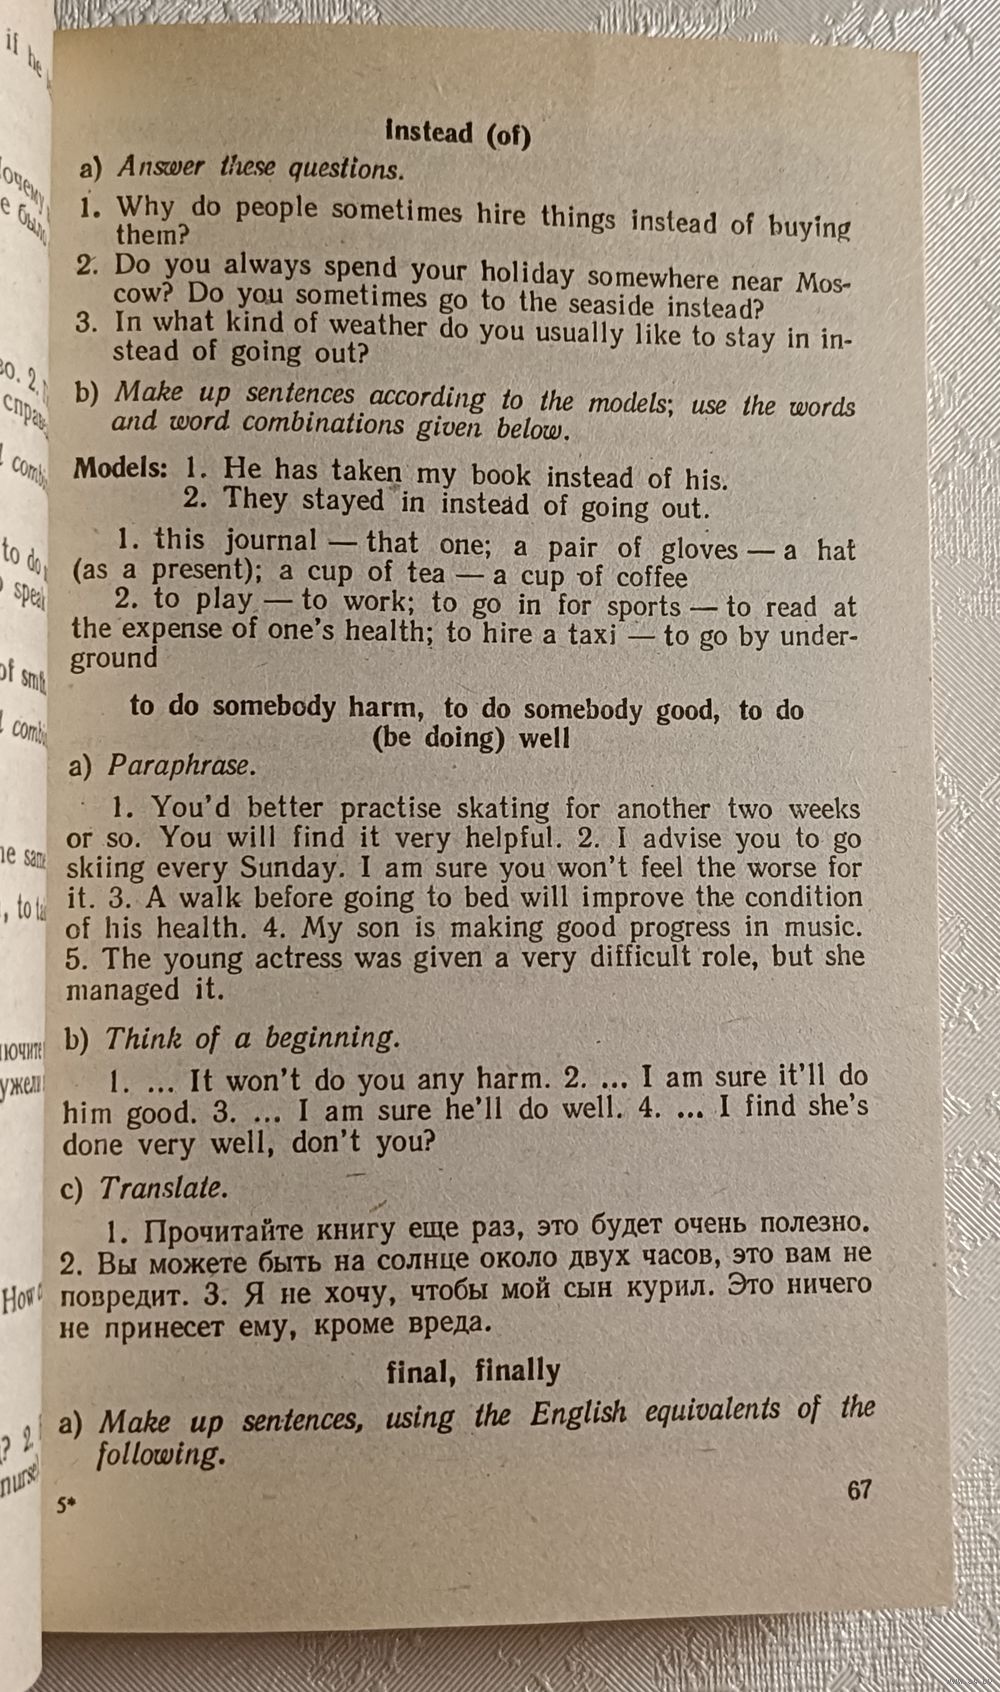 if he
Instead (of)
a) Answer these questions.
1. Why do people sometimes hire things instead of buying
them?
2. Do you always spend your holiday somewhere near Mos-
cow? Do you sometimes go to the seaside instead?
3. In what kind of weather do you usually like to stay in in-
stead of going out?
b) Make up sentences according to the models; use the words
and word combinations given below.
Models: 1. He has taken my book instead of his.
2. They stayed in instead of going out.
1. this journal — that one; a pair of gloves — a hat
(as a present); a cup of tea — a cup of coffee
2. to play — to work; to go in for sports — to read at
the expense of one's health; to hire a taxi — to go by under-
ground
to do somebody harm, to do somebody good, to do
(be doing) well
a) Paraphrase.
1. You'd better practise skating for another two weeks
or so. You will find it very helpful. 2. I advise you to go
skiing every Sunday. I am sure you won't feel the worse for
it. 3. A walk before going to bed will improve the condition
of his health. 4. My son is making good progress in music.
5. The young actress was given a very difficult role, but she
managed it.
b) Think of a beginning.
1. ... It won't do you any harm. 2. ... I am sure it'll do
him good. 3. ... I am sure he'll do well. 4. ... I find she's
done very well, don't you?
c) Translate.
1. Прочитайте книгу еще раз, это будет очень полезно.
2. Вы можете быть на солнце около двух часов, это вам не
повредит. 3. Я не хочу, чтобы мой сын курил. Это ничего
не принесет ему, кроме вреда.
final, finally
a) Make up sentences, using the English equivalents of the
following.
5*
67